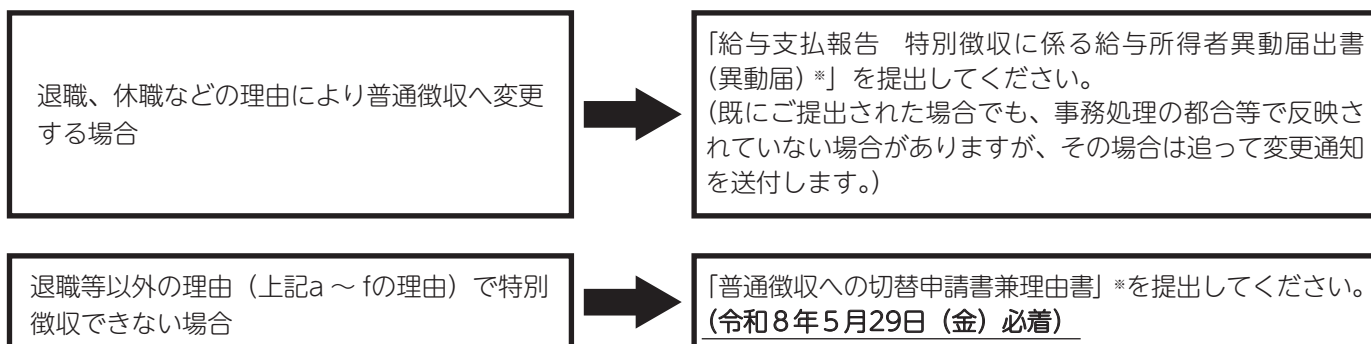 退職、休職などの理由により普通徴収へ変更
する場合
「給与支払報告　特別徴収に係る給与所得者異動届出書
(異動届)※」を提出してください。
(既にご提出された場合でも、事務処理の都合等で反映さ
れていない場合がありますが、その場合は追って変更通知
を送付します。)
退職等以外の理由（上記a～fの理由）で特別
徴収できない場合
「普通徴収への切替申請書兼理由書」※を提出してください。
(令和８年５月29日（金）必着)